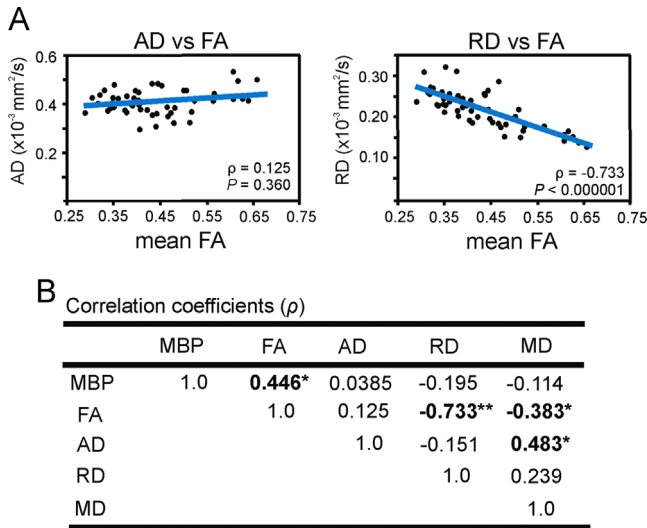 A
AD vs FA
AD (x10⁻³ mm²/s)
0.6
0.4
0.2
ρ = 0.125
P = 0.360
0.25 0.35 0.45 0.55 0.65 0.75
mean FA
RD vs FA
RD (x10⁻³ mm²/s)
0.30
0.20
0.10
ρ = -0.733
P < 0.000001
0.25 0.35 0.45 0.55 0.65 0.75
mean FA
B
Correlation coefficients (ρ)
MBP FA AD RD MD
MBP 1.0 0.446* 0.0385 -0.195 -0.114
FA 1.0 0.125 -0.733** -0.383*
AD 1.0 -0.151 0.483*
RD 1.0 0.239
MD 1.0